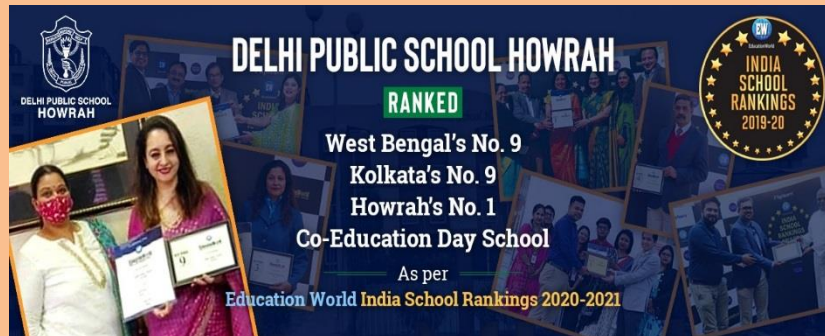 DELHI PUBLIC SCHOOL
HOWRAH
DELHI PUBLIC SCHOOL HOWRAH
RANKED
West Bengal's No. 9
Kolkata's No. 9
Howrah's No. 1
Co-Education Day School
As per
Education World India School Rankings 2020-2021
EW
EducationWorld
INDIA
SCHOOL
RANKINGS
2019-20
9